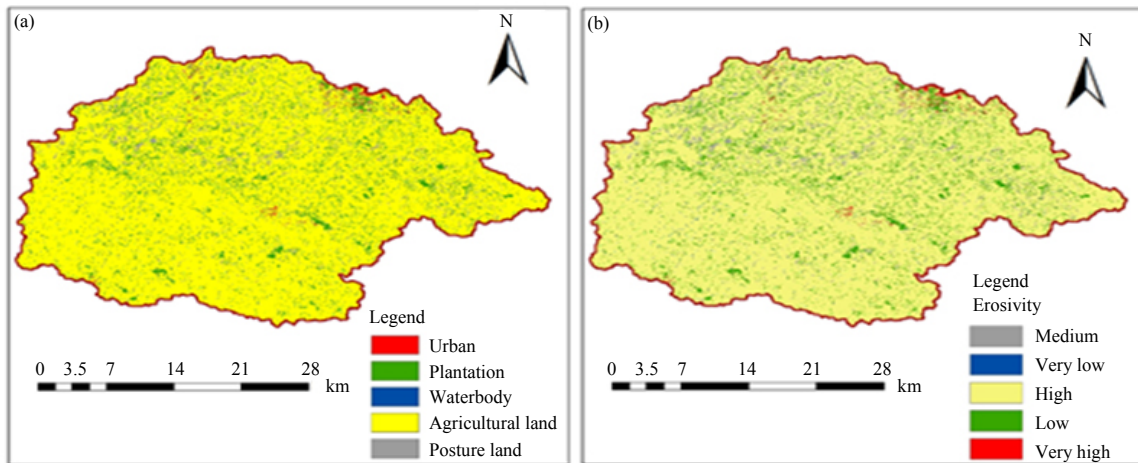 (a)
N
Legend
Urban
Plantation
Waterbody
Agricultural land
Posture land
0 3.5 7 14 21 28
km
(b)
N
Legend
Erosivity
Medium
Very low
High
Low
Very high
0 3.5 7 14 21 28
km